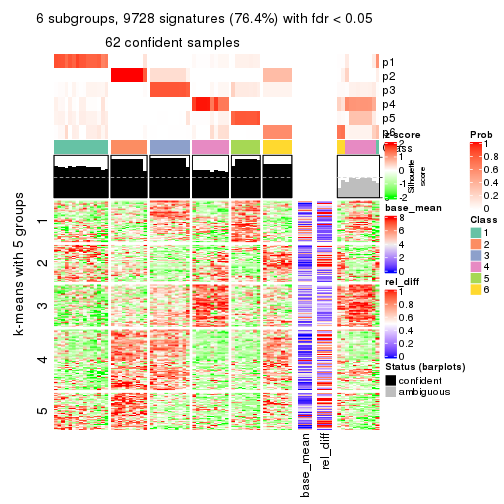 6 subgroups, 9728 signatures (76.4%) with fdr < 0.05
62 confident samples
p1
p2
p3
p4
p5
p6
Class
Silhouette
score
z-score
2
1
0
-1
-2
Prob
1
0.8
0.6
0.4
0.2
0
base_mean
8
6
4
2
0
Class
1
2
3
4
5
6
rel_diff
1
0.8
0.6
0.4
0.2
0
Status (barplots)
confident
ambiguous
k-means with 5 groups
1
2
3
4
5
base_mean
rel_diff